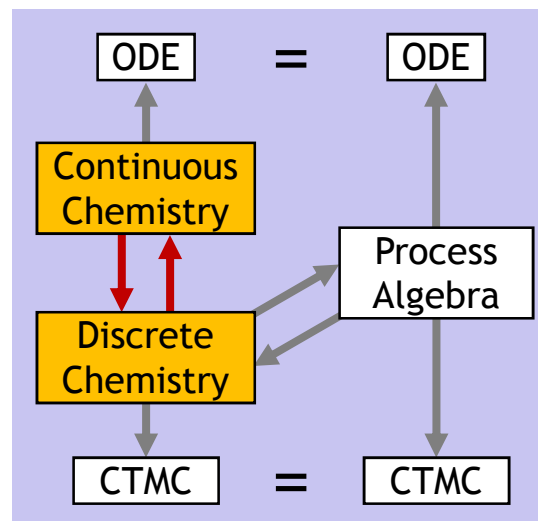 ODE = ODE
Continuous
Chemistry
Process
Algebra
Discrete
Chemistry
CTMC = CTMC